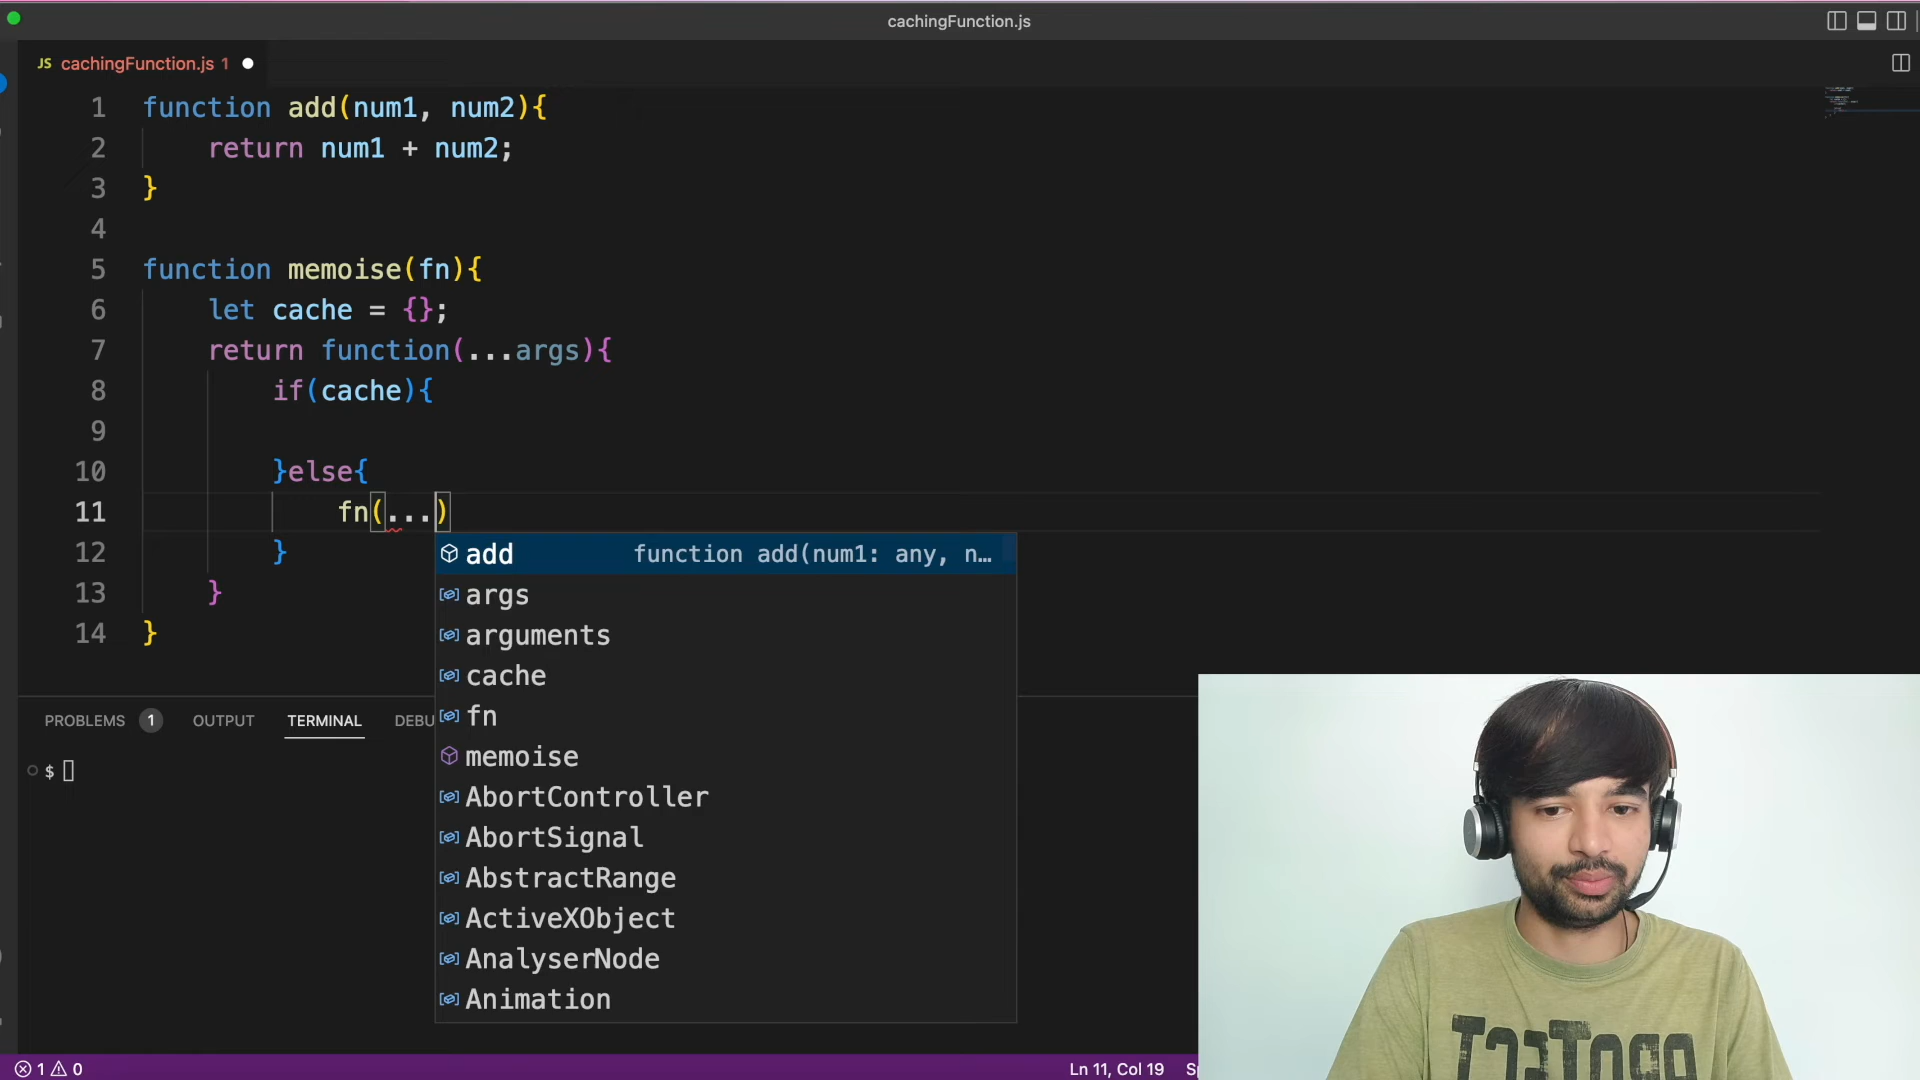 cachingFunction.js
JS cachingFunction.js 1
1 function add(num1, num2){
2 return num1 + num2;
3 }
4
5 function memoise(fn){
6 let cache = {};
7 return function(...args){
8 if(cache){
9
10 }else{
11 fn(...)
12 }
13 }
14 }
add function add(num1: any, n…
args
arguments
cache
fn
memoise
AbortController
AbortSignal
AbstractRange
ActiveXObject
AnalyserNode
Animation
PROBLEMS 1 OUTPUT TERMINAL DEBU
$
1 0 Ln 11, Col 19 Sp